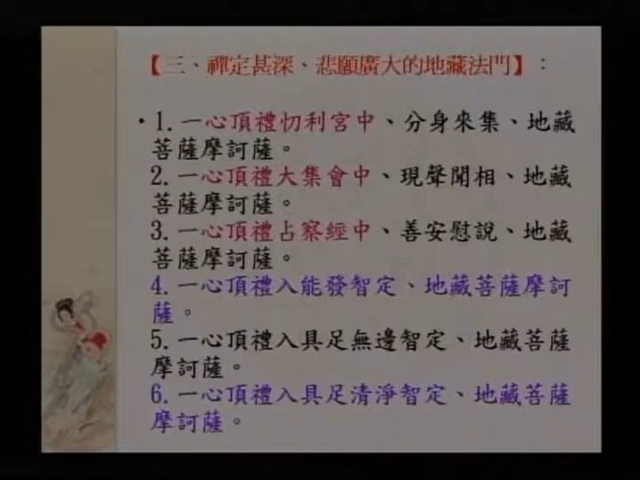 【三、禪定甚深、悲願廣大的地藏法門】：
•1.一心頂禮忉利宮中、分身來集、地藏
菩薩摩訶薩。
2.一心頂禮大集會中、現聲聞相、地藏
菩薩摩訶薩。
3.一心頂禮占察經中、善安慰說、地藏
菩薩摩訶薩。
4.一心頂禮入能發智定、地藏菩薩摩訶
薩。
5.一心頂禮入具足無邊智定、地藏菩薩
摩訶薩。
6.一心頂禮入具足清淨智定、地藏菩薩
摩訶薩。